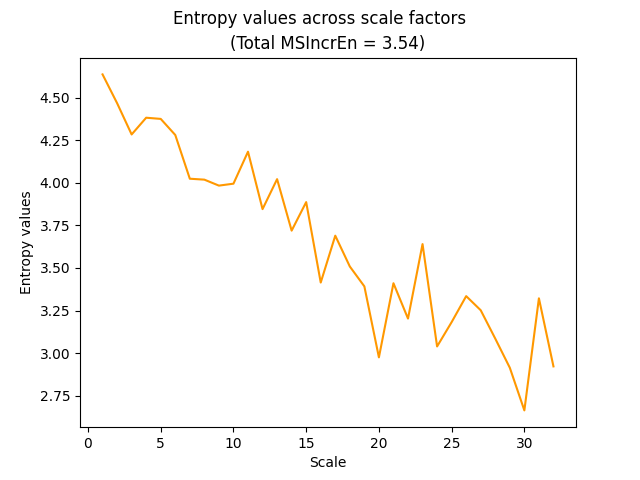 Entropy values across scale factors
(Total MSIncrEn = 3.54)
4.50
4.25
4.00
3.75
3.50
3.25
3.00
2.75
Entropy values
0 5 10 15 20 25 30
Scale